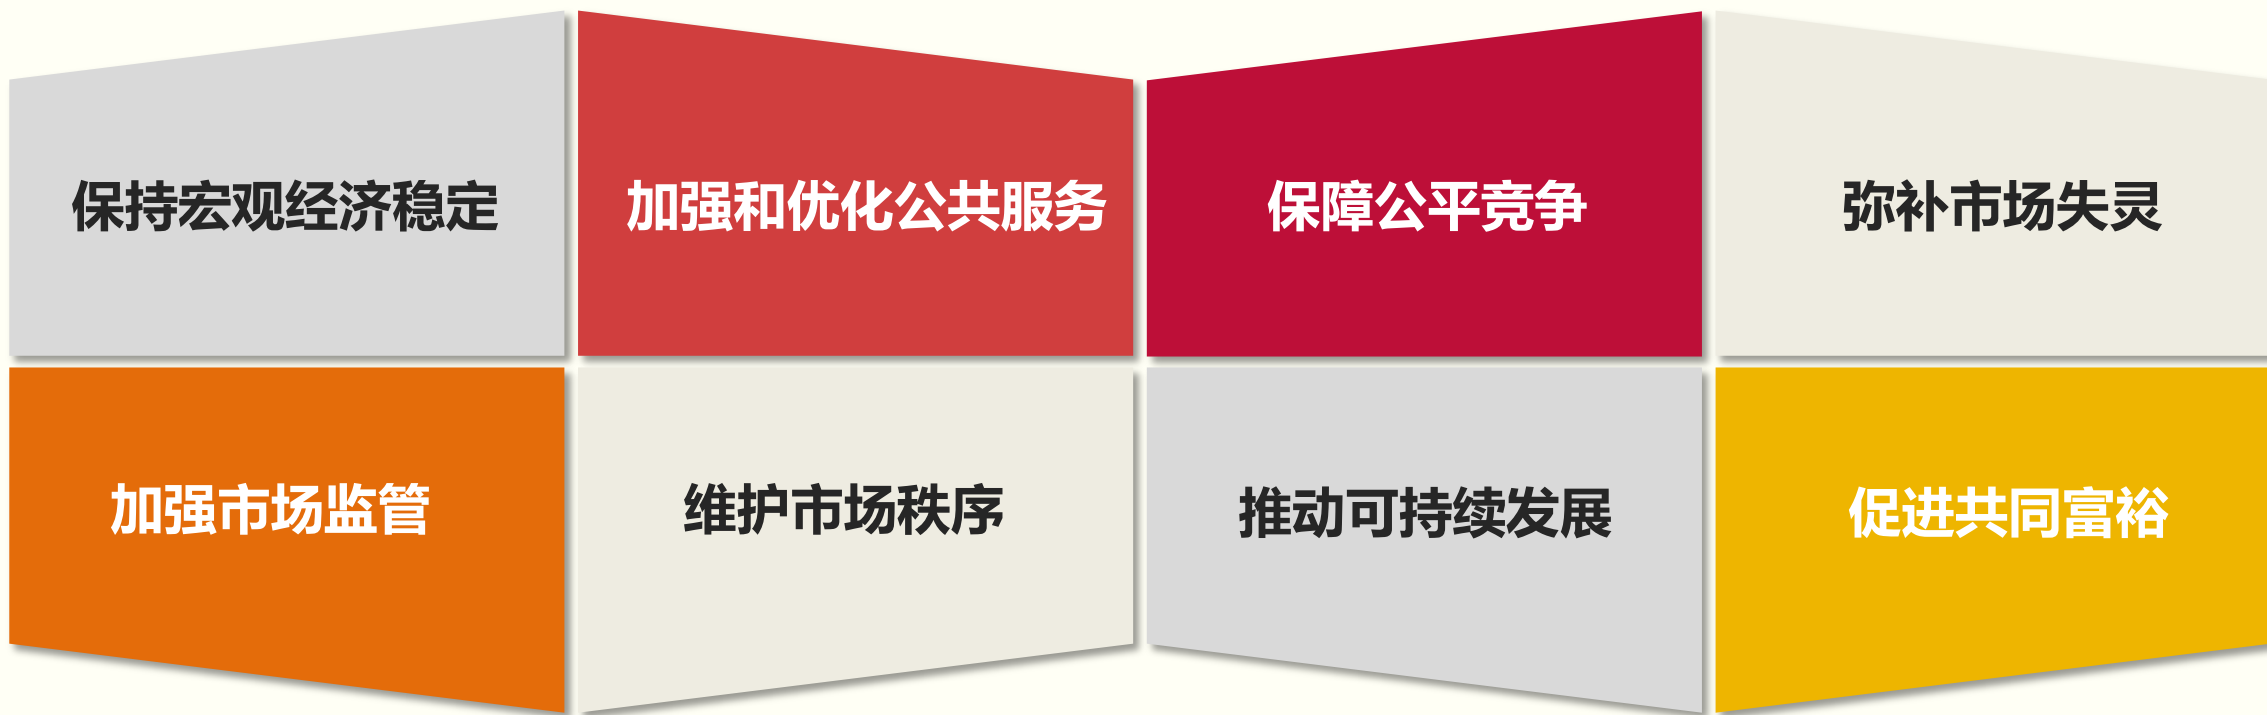 保持宏观经济稳定
加强和优化公共服务
保障公平竞争
弥补市场失灵
加强市场监管
维护市场秩序
推动可持续发展
促进共同富裕